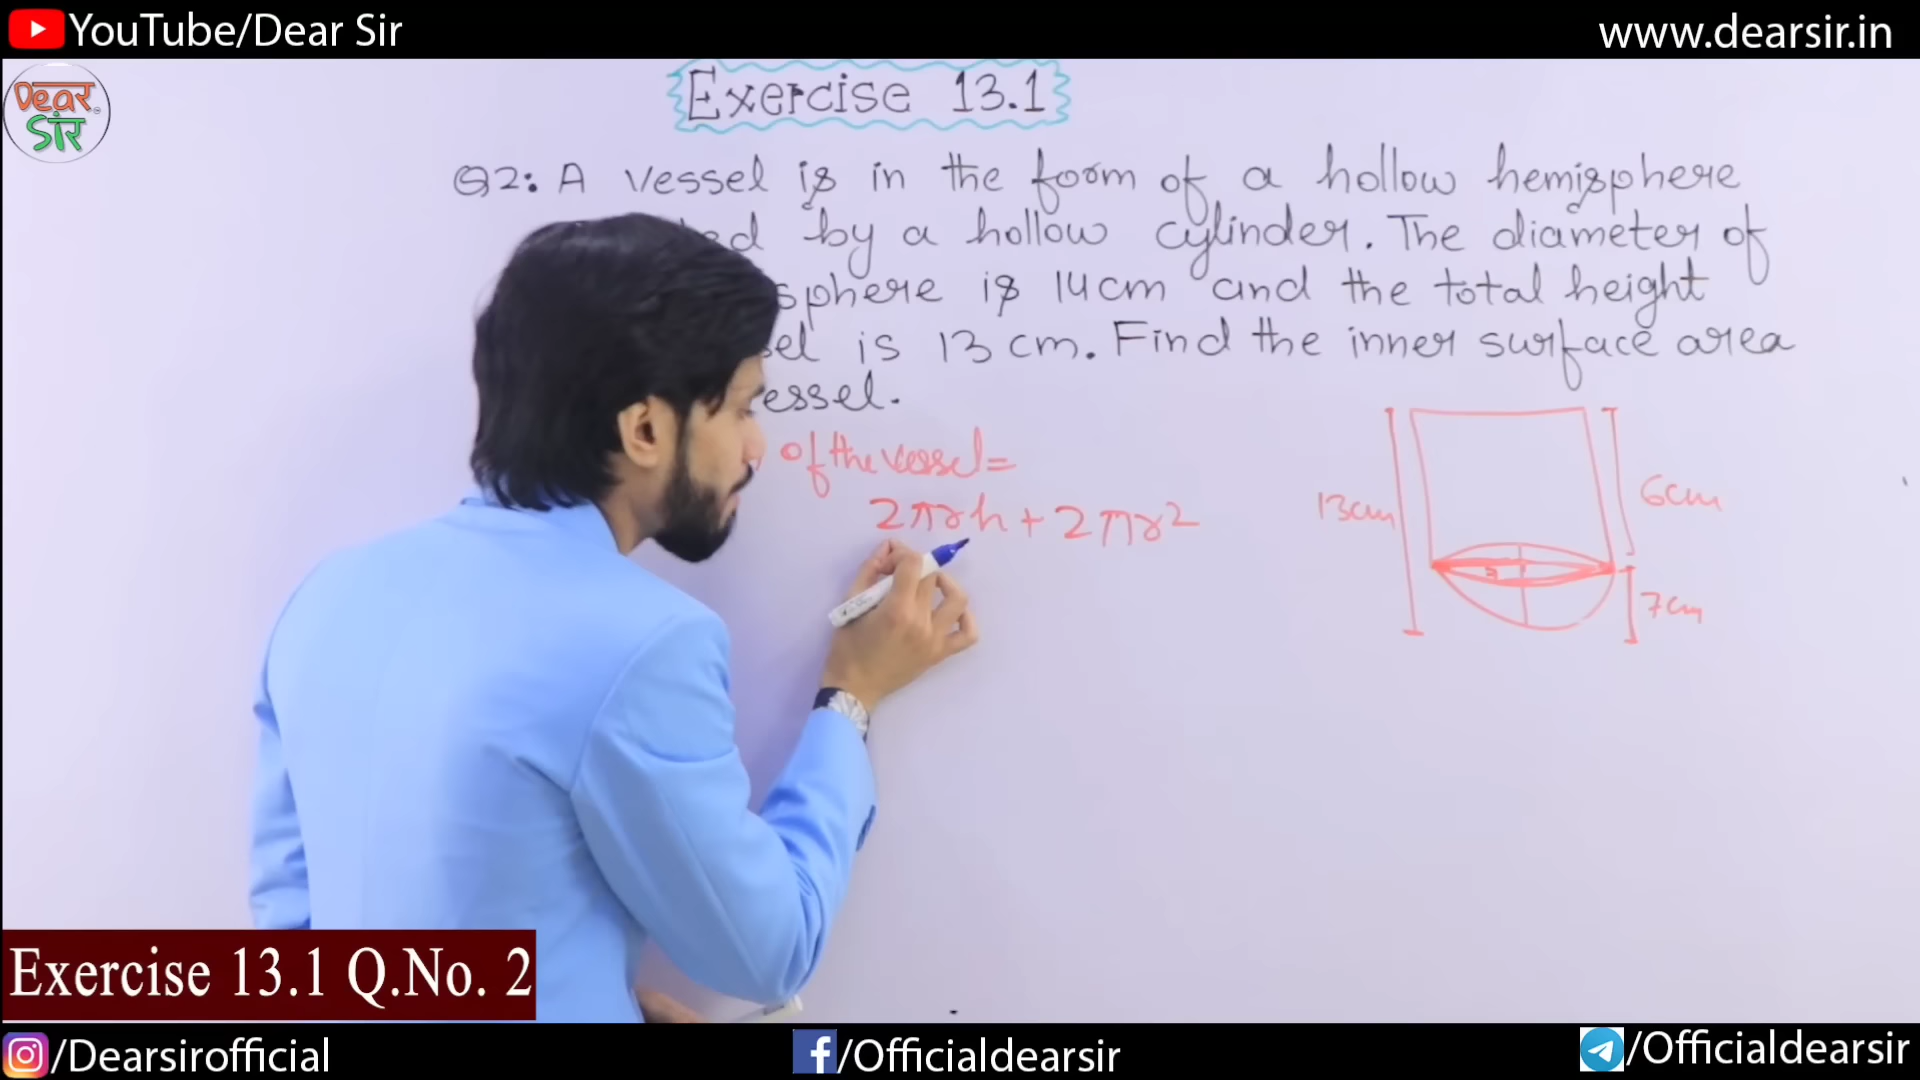 YouTube/Dear Sir
www.dearsir.in
Dear
सर
Exercise 13.1
Q2: A vessel is in the form of a hollow hemisphere
ed by a hollow cylinder. The diameter of
sphere is 14cm and the total height
sel is 13 cm. Find the inner surface area
essel.
of the vessel =
2πrh + 2πr²
13cm
6cm
7cm
Exercise 13.1 Q.No. 2
/Dearsirofficial
/Officialdearsir
/Officialdearsir